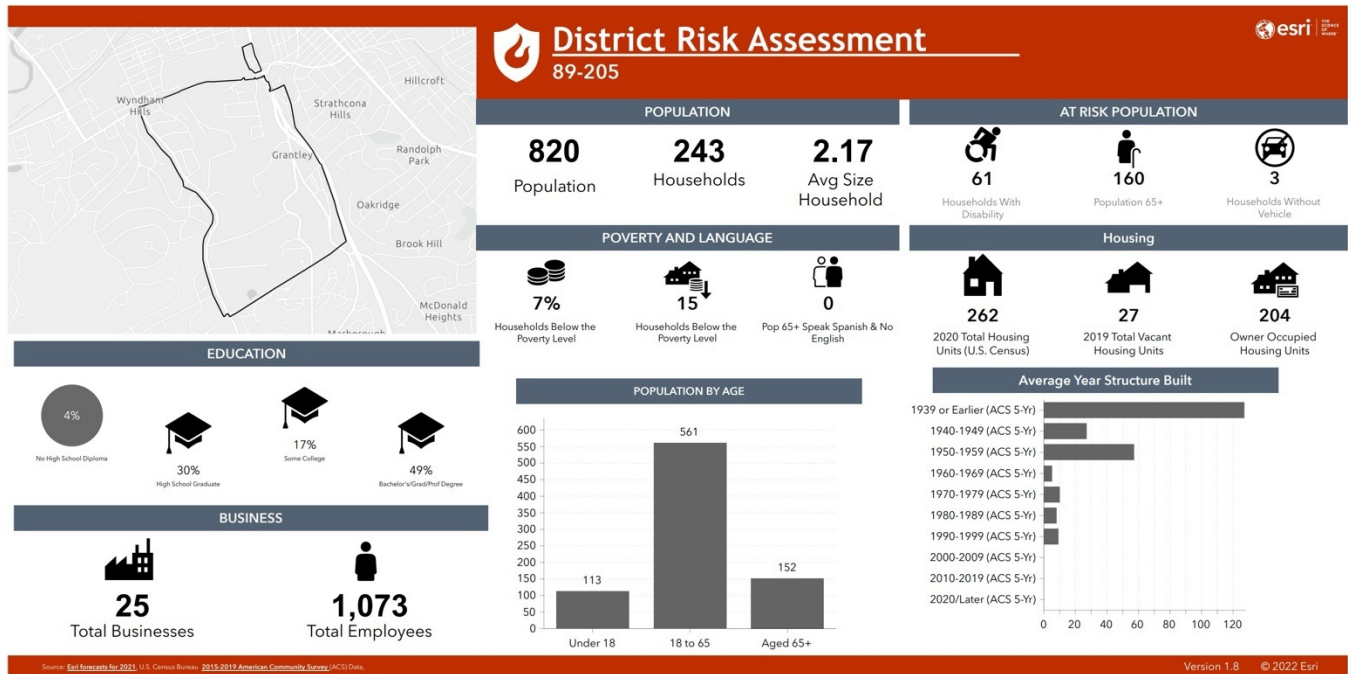 District Risk Assessment
89-205
esri
THE
SCIENCE
OF
WHERE
Wyndham
Hills
Hillcroft
Strathcona
Hills
Grantley
Randolph
Park
Oakridge
Brook Hill
McDonald
Heights
EDUCATION
4%
No High School Diploma
30%
High School Graduate
17%
Some College
49%
Bachelor's/Grad/Prof Degree
BUSINESS
25
Total Businesses
1,073
Total Employees
POPULATION
820
Population
243
Households
2.17
Avg Size
Household
POVERTY AND LANGUAGE
7%
Households Below the
Poverty Level
15
Households Below the
Poverty Level
0
Pop 65+ Speak Spanish & No
English
POPULATION BY AGE
600
550
500
450
400
350
300
250
200
150
100
50
0
113
561
152
Under 18
18 to 65
Aged 65+
AT RISK POPULATION
61
Households With
Disability
160
Population 65+
3
Households Without
Vehicle
Housing
262
2020 Total Housing
Units (U.S. Census)
27
2019 Total Vacant
Housing Units
204
Owner Occupied
Housing Units
Average Year Structure Built
1939 or Earlier (ACS 5-Yr)
1940-1949 (ACS 5-Yr)
1950-1959 (ACS 5-Yr)
1960-1969 (ACS 5-Yr)
1970-1979 (ACS 5-Yr)
1980-1989 (ACS 5-Yr)
1990-1999 (ACS 5-Yr)
2000-2009 (ACS 5-Yr)
2010-2019 (ACS 5-Yr)
2020/Later (ACS 5-Yr)
0 20 40 60 80 100 120
Source: Esri forecasts for 2021, U.S. Census Bureau 2015-2019 American Community Survey (ACS) Data.
Version 1.8 © 2022 Esri